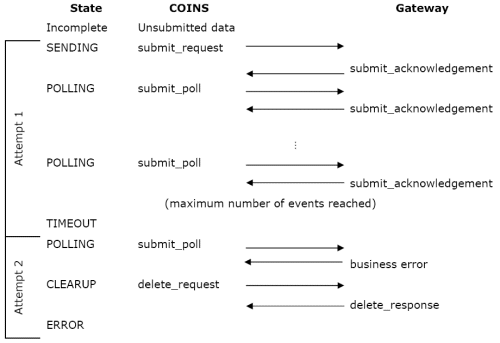 State COINS Gateway
Incomplete Unsubmitted data
SENDING submit_request
submit_acknowledgement
POLLING submit_poll
submit_acknowledgement
Attempt 1
⋮
POLLING submit_poll
submit_acknowledgement
(maximum number of events reached)
TIMEOUT
POLLING submit_poll
business error
Attempt 2
CLEARUP delete_request
delete_response
ERROR